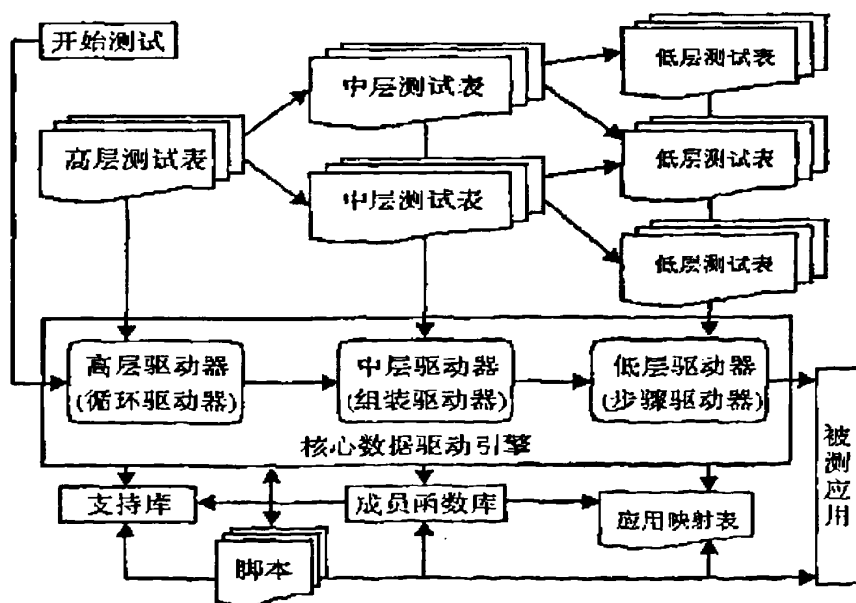 开始测试
高层测试表
中层测试表
中层测试表
低层测试表
低层测试表
低层测试表
高层驱动器
(循环驱动器)
中层驱动器
(组装驱动器)
低层驱动器
(步骤驱动器)
核心数据驱动引擎
被测应用
支持库
成员函数库
应用映射表
脚本